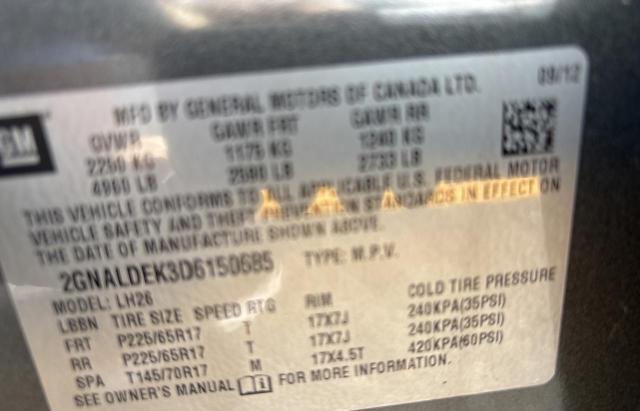 09/12
MFD BY GENERAL MOTORS OF CANADA LTD.
GM
GVWR GAWR FRT GAWR RR
2250 KG 1175 KG 1240 KG
4960 LB 2590 LB 2733 LB
THIS VEHICLE CONFORMS TO ALL APPLICABLE U.S. FEDERAL MOTOR
VEHICLE SAFETY AND THEFT PREVENTION STANDARDS IN EFFECT ON
THE DATE OF MANUFACTURE SHOWN ABOVE.
2GNALDEK3D6150685 TYPE: M.P.V.
MODEL: LH26
LBBN TIRE SIZE SPEED RTG RIM COLD TIRE PRESSURE
FRT P225/65R17 T 17X7J 240KPA(35PSI)
RR P225/65R17 T 17X7J 240KPA(35PSI)
SPA T145/70R17 M 17X4.5T 420KPA(60PSI)
SEE OWNER'S MANUAL FOR MORE INFORMATION.